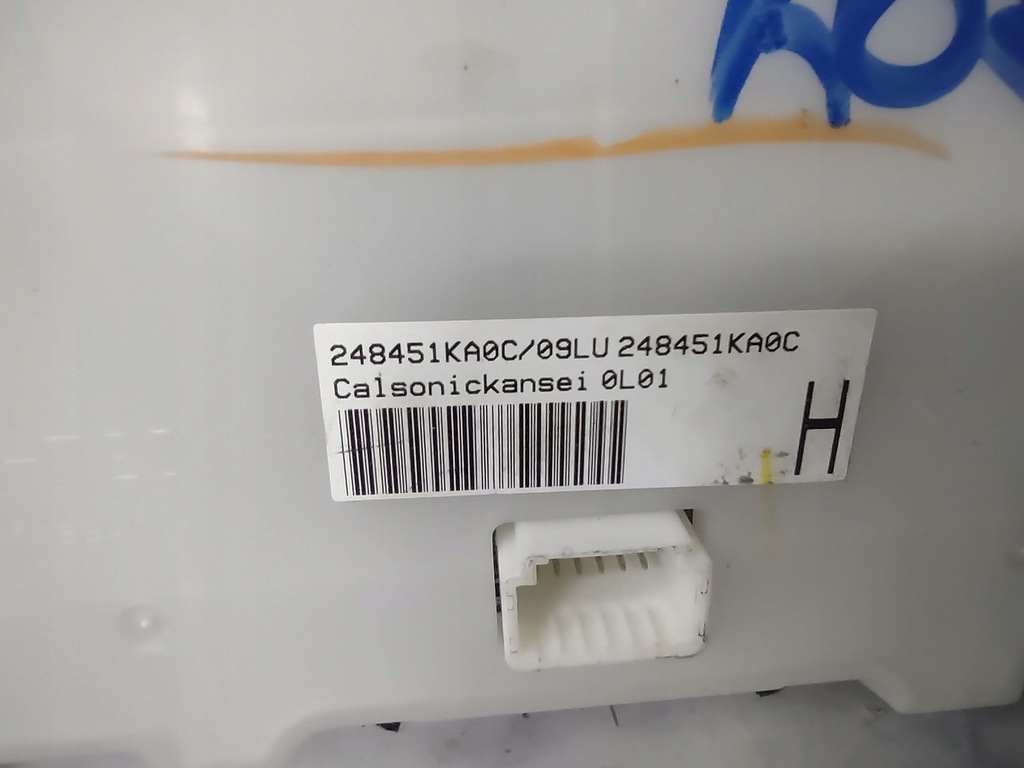 248451KA0C/09LU 248451KA0C
Calsonickansei 0L01
H